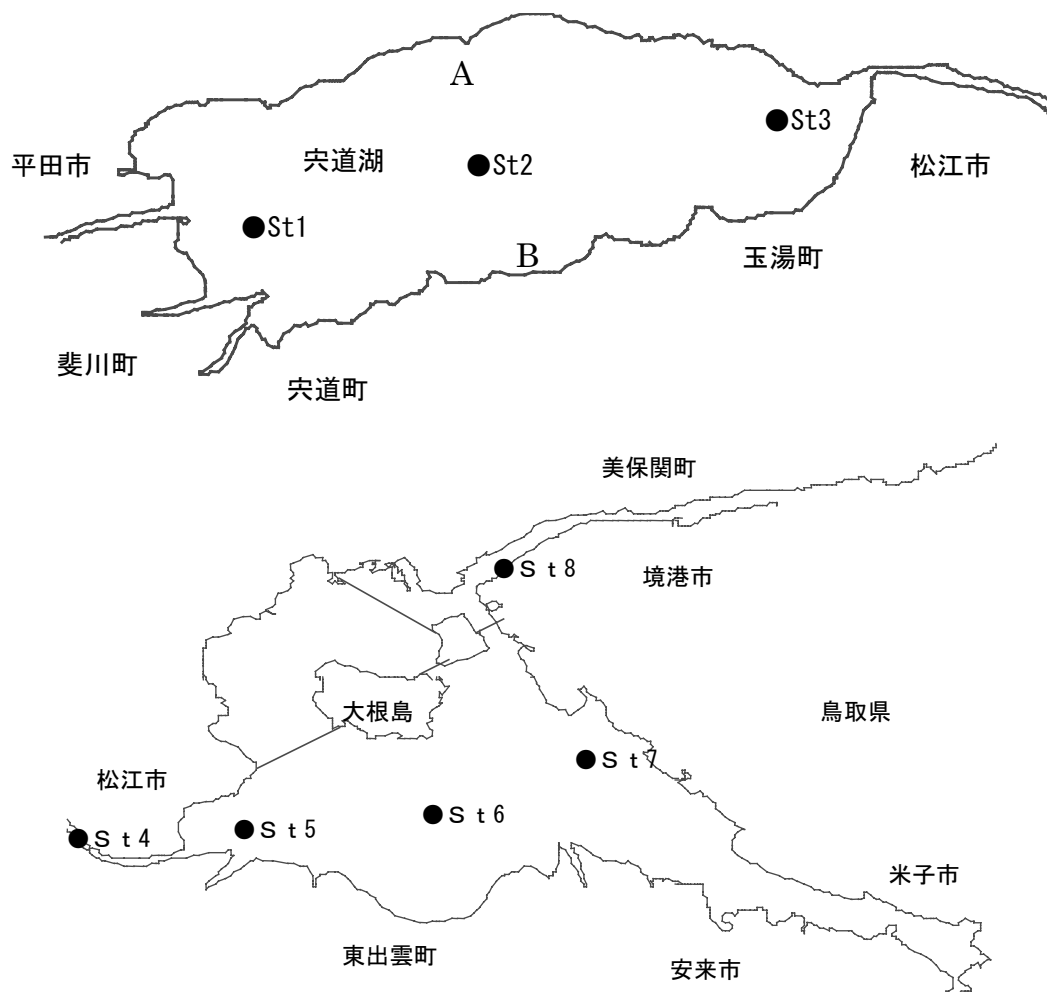 A
●St3
平田市
宍道湖
●St2
松江市
●St1
B
玉湯町
斐川町
宍道町
美保関町
●Ｓｔ8
境港市
大根島
鳥取県
●Ｓｔ7
松江市
●Ｓｔ6
●Ｓｔ5
●Ｓｔ4
米子市
東出雲町
安来市